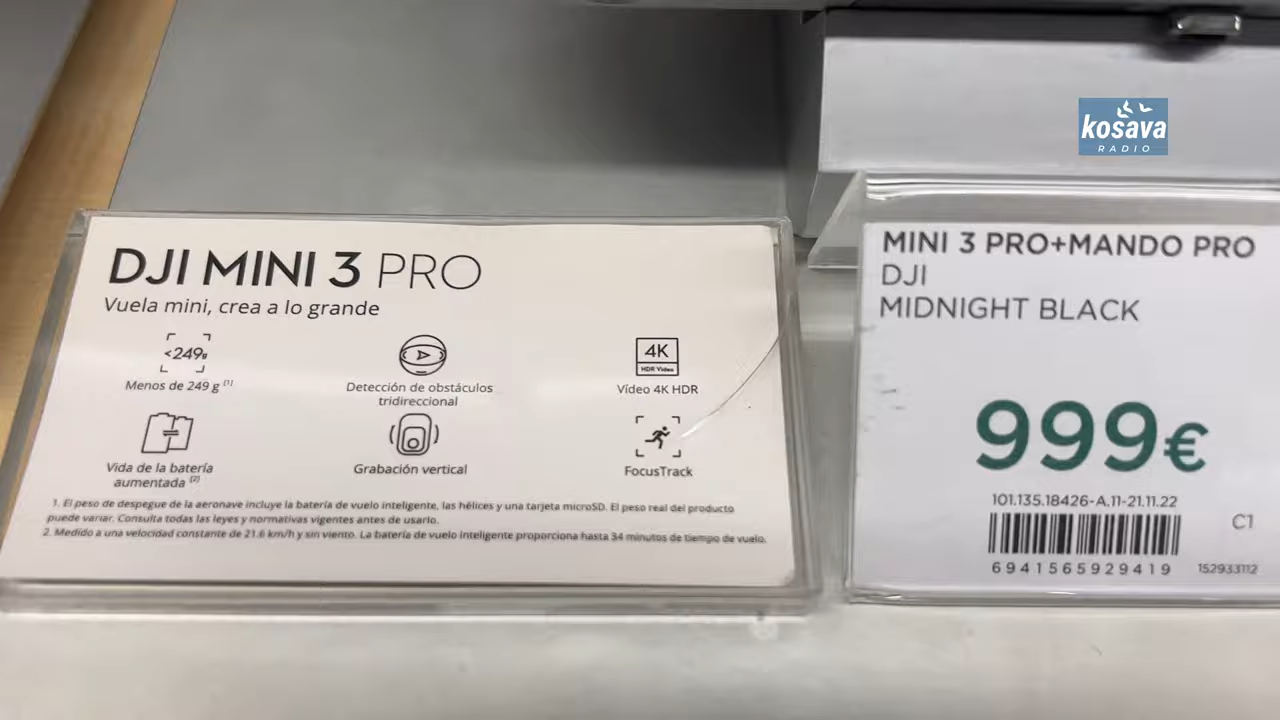 kosava
RADIO
DJI MINI 3 PRO
Vuela mini, crea a lo grande
<249g
Menos de 249 g [1]
Detección de obstáculos
tridireccional
4K
HDR Video
Vídeo 4K HDR
Vida de la batería
aumentada [2]
Grabación vertical
FocusTrack
1. El peso de despegue de la aeronave incluye la batería de vuelo inteligente, las hélices y una tarjeta microSD. El peso real del producto
puede variar. Consulta todas las leyes y normativas vigentes antes de usarlo.
2. Medido a una velocidad constante de 21.6 km/h y sin viento. La batería de vuelo inteligente proporciona hasta 34 minutos de tiempo de vuelo.
MINI 3 PRO+MANDO PRO
DJI
MIDNIGHT BLACK
999€
101.135.18426-A.11-21.11.22
C1
6941565929419
152933112